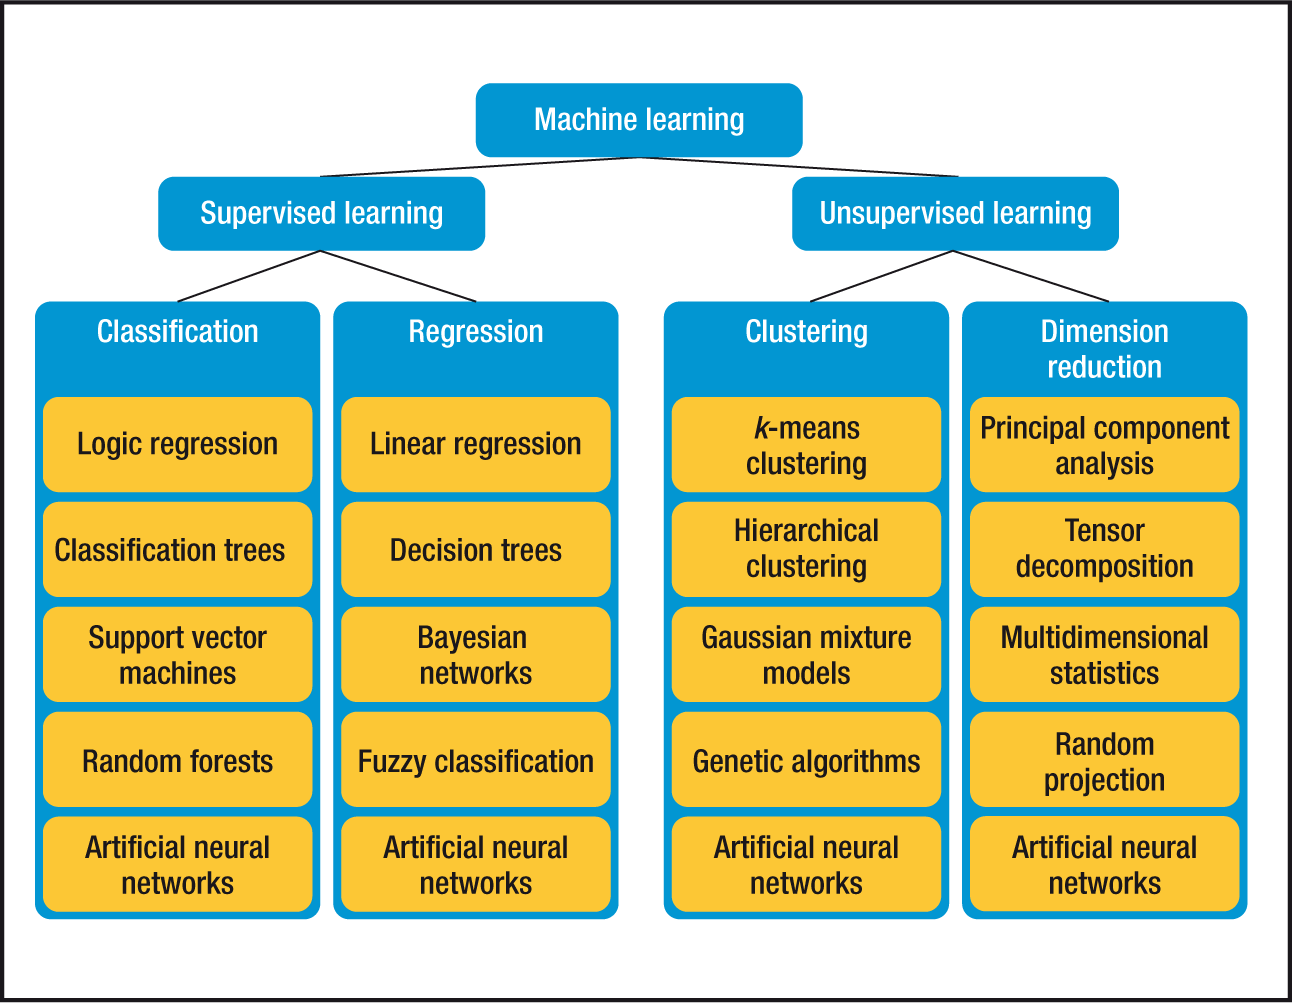 Machine learning
Supervised learning
Unsupervised learning
Classification
Logic regression
Classification trees
Support vector
machines
Random forests
Artificial neural
networks
Regression
Linear regression
Decision trees
Bayesian
networks
Fuzzy classification
Artificial neural
networks
Clustering
k-means
clustering
Hierarchical
clustering
Gaussian mixture
models
Genetic algorithms
Artificial neural
networks
Dimension
reduction
Principal component
analysis
Tensor
decomposition
Multidimensional
statistics
Random
projection
Artificial neural
networks